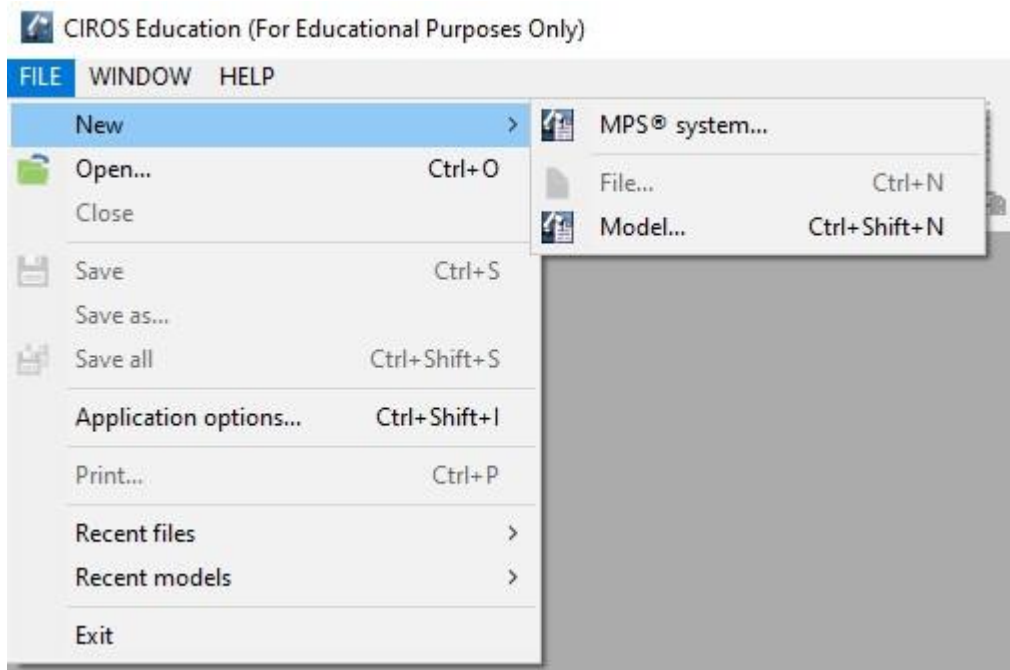 CIROS Education (For Educational Purposes Only)
FILE WINDOW HELP
New
MPS® system...
Open... Ctrl+O
File... Ctrl+N
Close
Model... Ctrl+Shift+N
Save Ctrl+S
Save as...
Save all Ctrl+Shift+S
Application options... Ctrl+Shift+I
Print... Ctrl+P
Recent files
Recent models
Exit